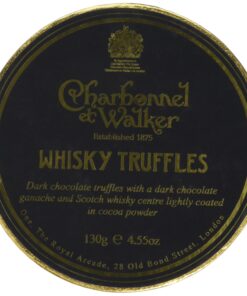 Charbonnel
et Walker
Established 1875
WHISKY TRUFFLES
Dark chocolate truffles with a dark chocolate
ganache and Scotch whisky centre lightly coated
in cocoa powder
130g ℮ 4.55oz
One, The Royal Arcade, 28 Old Bond Street, London